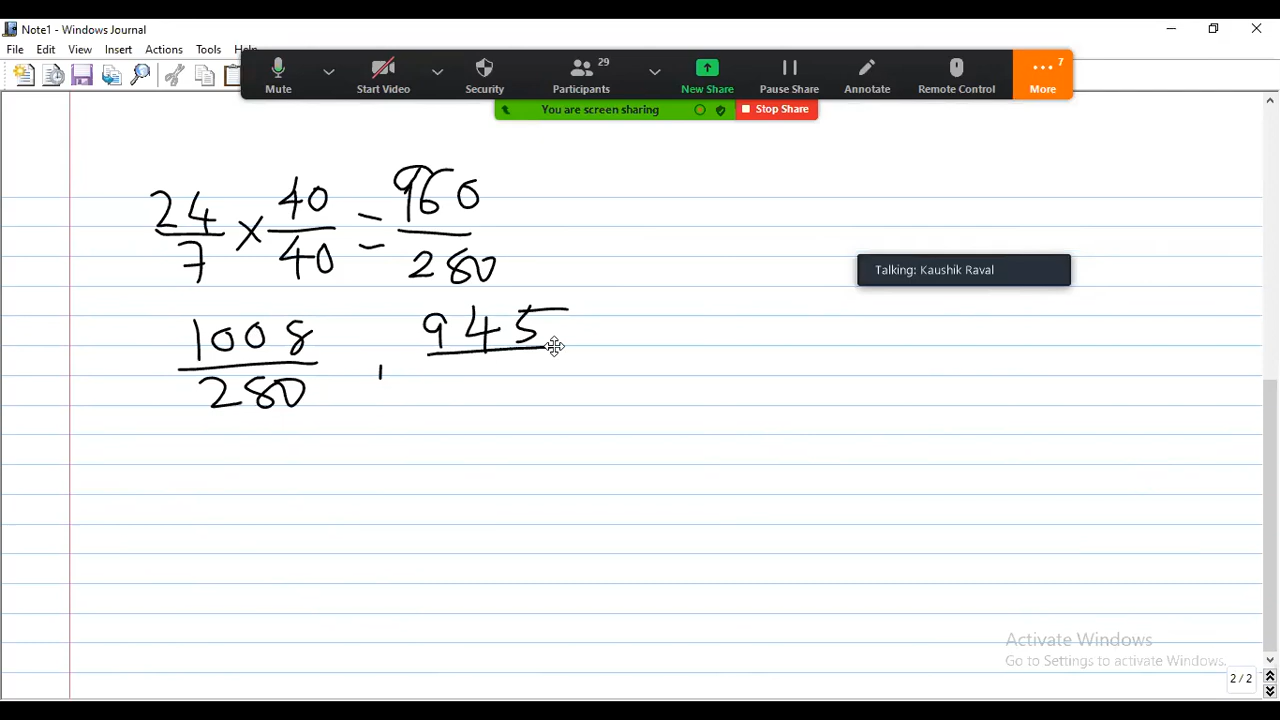 Note1 - Windows Journal
File Edit View Insert Actions Tools Help
Mute Start Video Security 29 Participants New Share Pause Share Annotate Remote Control 7 More
You are screen sharing Stop Share
24/7 × 40/40 = 960/280
Talking: Kaushik Raval
1008/280 , 945
Activate Windows
Go to Settings to activate Windows.
2 / 2